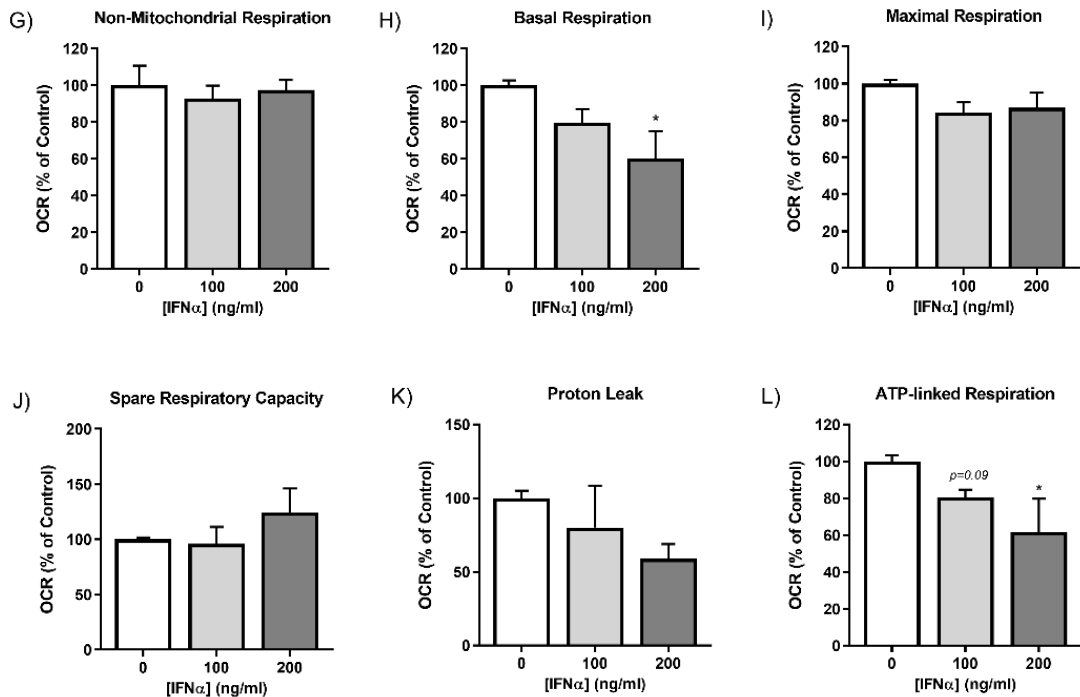 G)
Non-Mitochondrial Respiration
OCR (% of Control)
120
100
80
60
40
20
0
0 100 200
[IFNα] (ng/ml)
H)
Basal Respiration
OCR (% of Control)
120
100
80
60
40
20
0
*
0 100 200
[IFNα] (ng/ml)
I)
Maximal Respiration
OCR (% of Control)
120
100
80
60
40
20
0
0 100 200
[IFNα] (ng/ml)
J)
Spare Respiratory Capacity
OCR (% of Control)
200
150
100
50
0
0 100 200
[IFNα] (ng/ml)
K)
Proton Leak
OCR (% of Control)
150
100
50
0
0 100 200
[IFNα] (ng/ml)
L)
ATP-linked Respiration
OCR (% of Control)
120
100
80
60
40
20
0
p=0.09
*
0 100 200
[IFNα] (ng/ml)